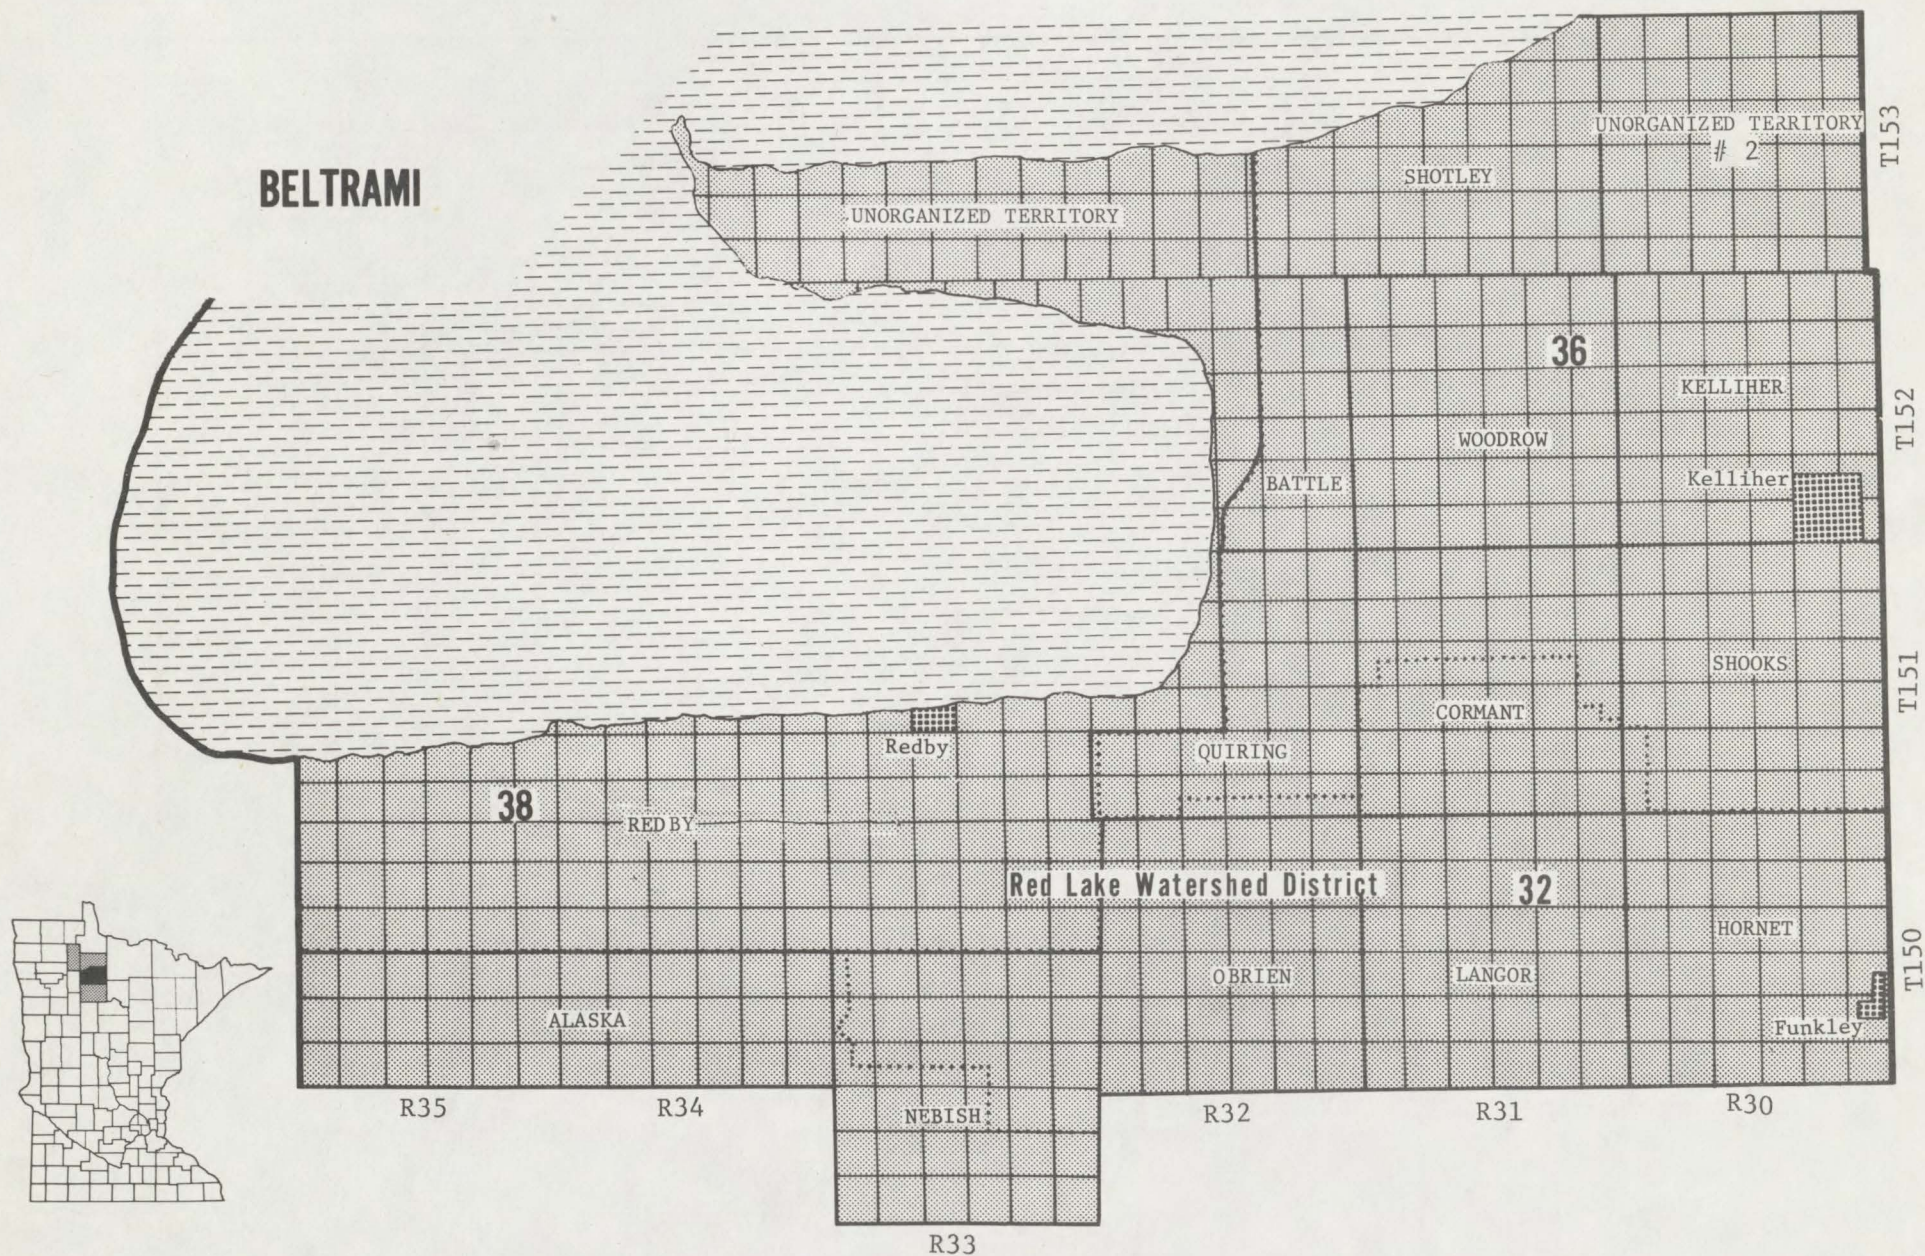 BELTRAMI
UNORGANIZED TERRITORY
# 2
T153
SHOTLEY
UNORGANIZED TERRITORY
36
KELLIHER
T152
WOODROW
Kelliher
BATTLE
SHOOKS
T151
CORMANT
Redby
QUIRING
38
REDBY
Red Lake Watershed District
32
HORNET
T150
OBRIEN
LANGOR
ALASKA
Funkley
R35
R34
NEBISH
R32
R31
R30
R33